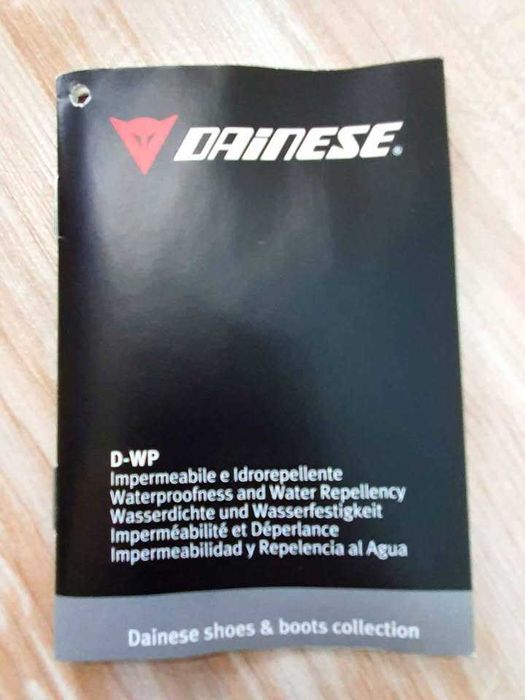 DAINESE®
D-WP
Impermeabile e Idrorepellente
Waterproofness and Water Repellency
Wasserdichte und Wasserfestigkeit
Imperméabilité et Déperlance
Impermeabilidad y Repelencia al Agua
Dainese shoes & boots collection